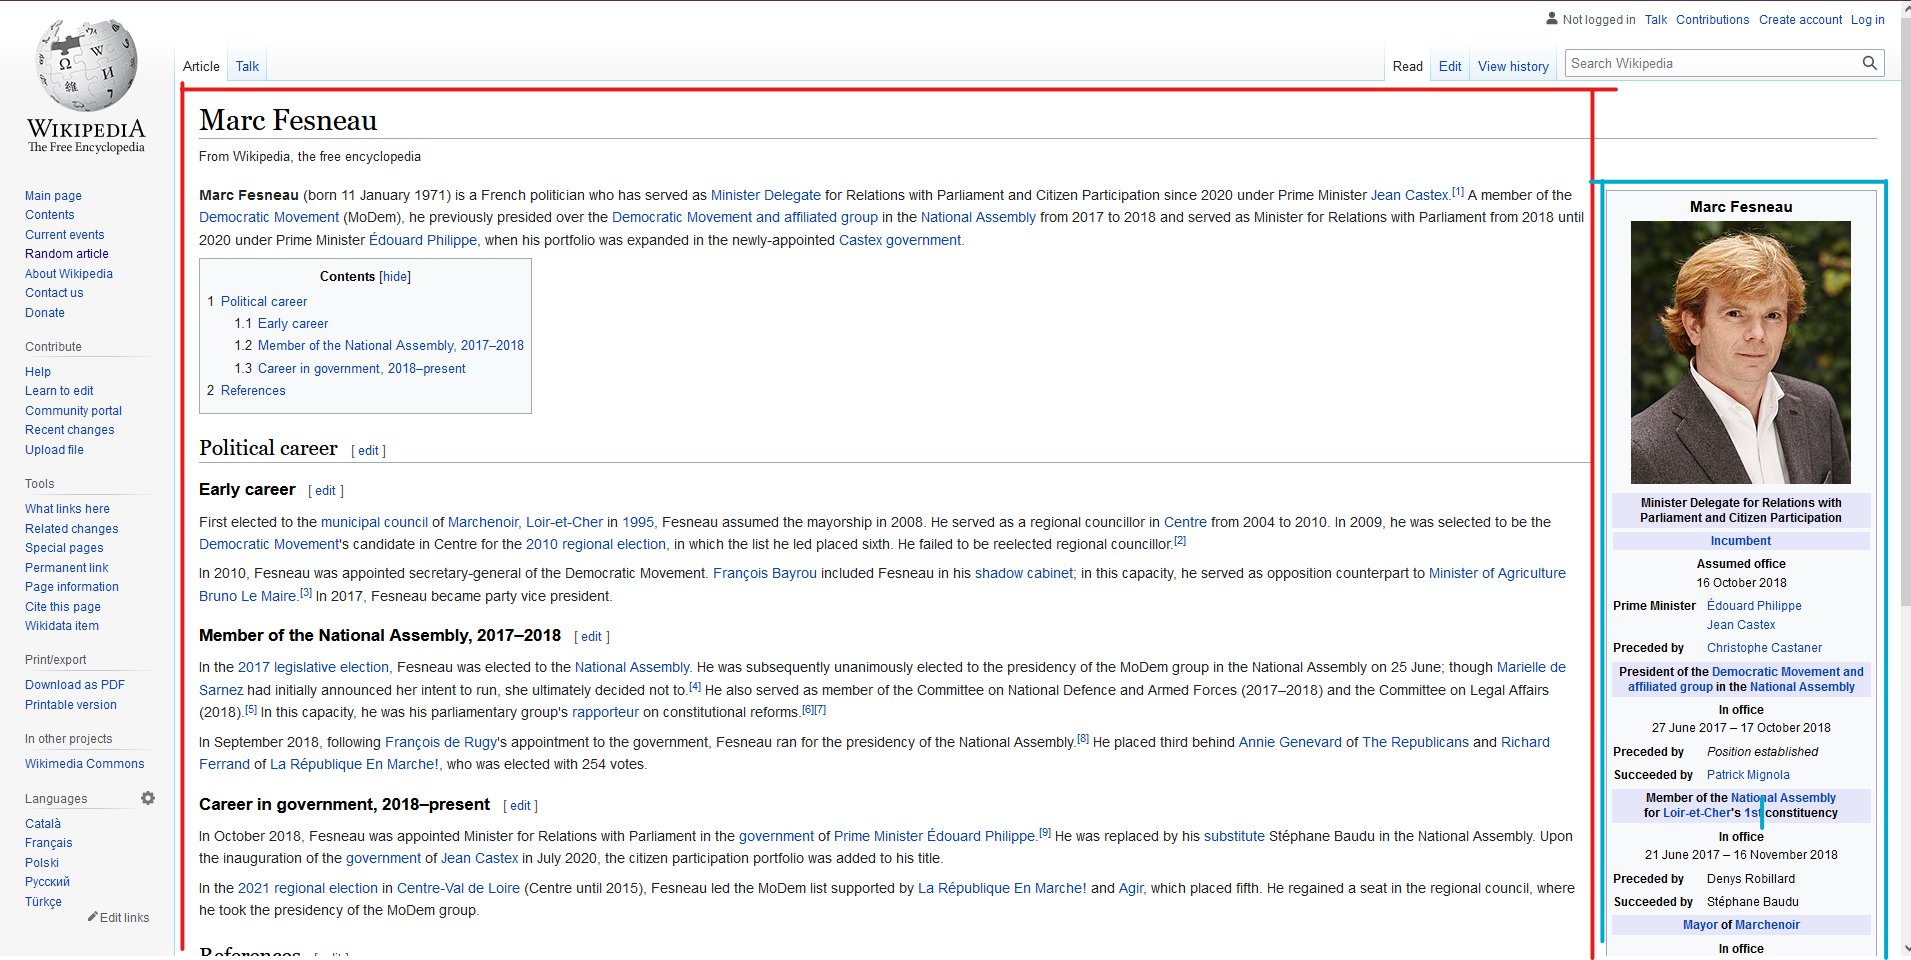 Not logged in Talk Contributions Create account Log in
Article Talk Read Edit View history Search Wikipedia
WIKIPEDIA
The Free Encyclopedia
Main page
Contents
Current events
Random article
About Wikipedia
Contact us
Donate
Contribute
Help
Learn to edit
Community portal
Recent changes
Upload file
Tools
What links here
Related changes
Special pages
Permanent link
Page information
Cite this page
Wikidata item
Print/export
Download as PDF
Printable version
In other projects
Wikimedia Commons
Languages
Català
Français
Polski
Русский
Türkçe
Edit links
Marc Fesneau
From Wikipedia, the free encyclopedia
Marc Fesneau (born 11 January 1971) is a French politician who has served as Minister Delegate for Relations with Parliament and Citizen Participation since 2020 under Prime Minister Jean Castex.[1] A member of the
Democratic Movement (MoDem), he previously presided over the Democratic Movement and affiliated group in the National Assembly from 2017 to 2018 and served as Minister for Relations with Parliament from 2018 until
2020 under Prime Minister Édouard Philippe, when his portfolio was expanded in the newly-appointed Castex government.
Contents [hide]
1 Political career
1.1 Early career
1.2 Member of the National Assembly, 2017–2018
1.3 Career in government, 2018–present
2 References
Political career [ edit ]
Early career [ edit ]
First elected to the municipal council of Marchenoir, Loir-et-Cher in 1995, Fesneau assumed the mayorship in 2008. He served as a regional councillor in Centre from 2004 to 2010. In 2009, he was selected to be the
Democratic Movement's candidate in Centre for the 2010 regional election, in which the list he led placed sixth. He failed to be reelected regional councillor.[2]
In 2010, Fesneau was appointed secretary-general of the Democratic Movement. François Bayrou included Fesneau in his shadow cabinet; in this capacity, he served as opposition counterpart to Minister of Agriculture
Bruno Le Maire.[3] In 2017, Fesneau became party vice president.
Member of the National Assembly, 2017–2018 [ edit ]
In the 2017 legislative election, Fesneau was elected to the National Assembly. He was subsequently unanimously elected to the presidency of the MoDem group in the National Assembly on 25 June; though Marielle de
Sarnez had initially announced her intent to run, she ultimately decided not to.[4] He also served as member of the Committee on National Defence and Armed Forces (2017–2018) and the Committee on Legal Affairs
(2018).[5] In this capacity, he was his parliamentary group's rapporteur on constitutional reforms.[6][7]
In September 2018, following François de Rugy's appointment to the government, Fesneau ran for the presidency of the National Assembly.[8] He placed third behind Annie Genevard of The Republicans and Richard
Ferrand of La République En Marche!, who was elected with 254 votes.
Career in government, 2018–present [ edit ]
In October 2018, Fesneau was appointed Minister for Relations with Parliament in the government of Prime Minister Édouard Philippe.[9] He was replaced by his substitute Stéphane Baudu in the National Assembly. Upon
the inauguration of the government of Jean Castex in July 2020, the citizen participation portfolio was added to his title.
In the 2021 regional election in Centre-Val de Loire (Centre until 2015), Fesneau led the MoDem list supported by La République En Marche! and Agir, which placed fifth. He regained a seat in the regional council, where
he took the presidency of the MoDem group.
References [ edit ]
Marc Fesneau
Minister Delegate for Relations with
Parliament and Citizen Participation
Incumbent
Assumed office
16 October 2018
Prime Minister Édouard Philippe
Jean Castex
Preceded by Christophe Castaner
President of the Democratic Movement and
affiliated group in the National Assembly
In office
27 June 2017 – 17 October 2018
Preceded by Position established
Succeeded by Patrick Mignola
Member of the National Assembly
for Loir-et-Cher's 1st constituency
In office
21 June 2017 – 16 November 2018
Preceded by Denys Robillard
Succeeded by Stéphane Baudu
Mayor of Marchenoir
In office